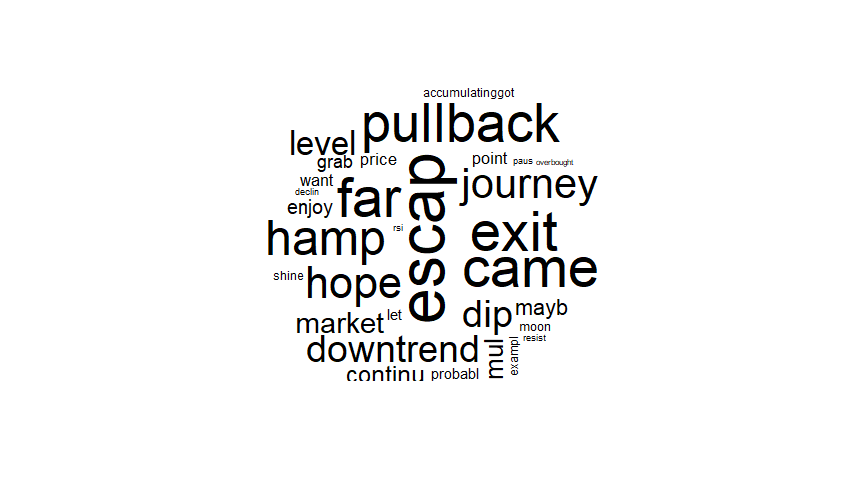 accumulatinggot
pullback
level
grab price
point paus overbought
want
declin
far
journey
enjoy
escap
rsi
hamp
exit
came
shine
hope
dip
mayb
market
let
moon
resist
downtrend
mul
exampl
continu
probabl